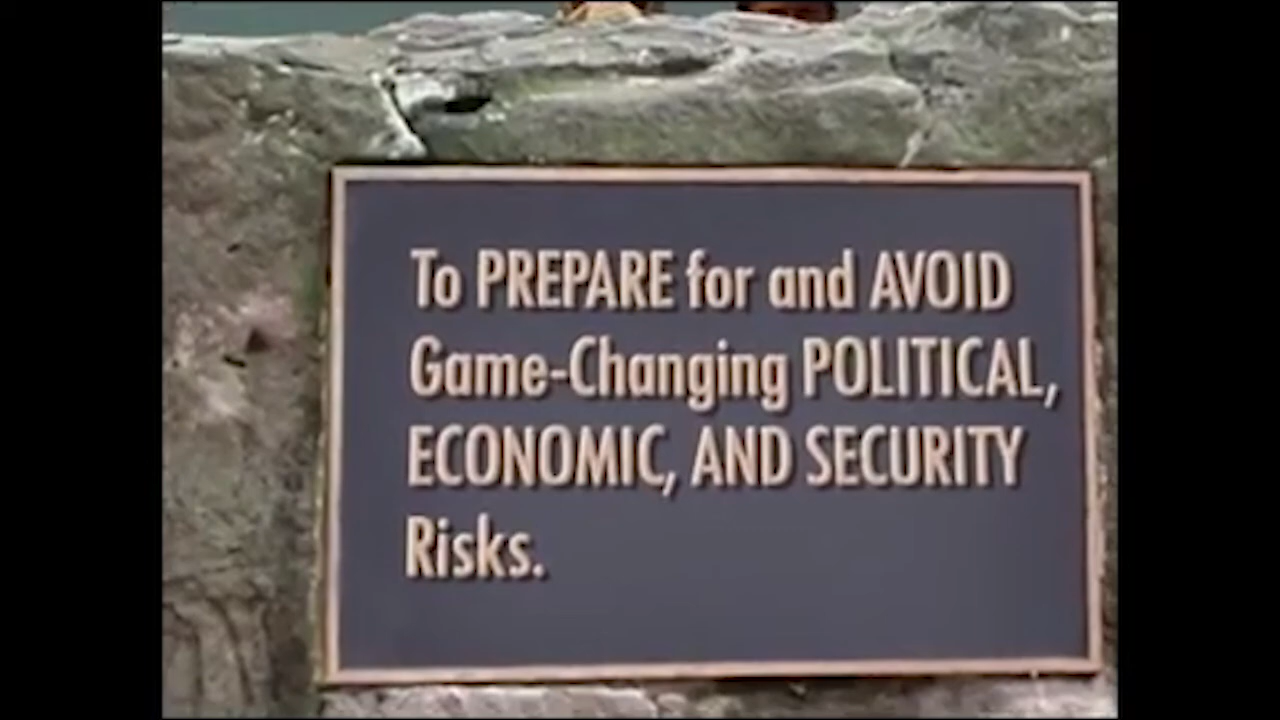 To PREPARE for and AVOID
Game-Changing POLITICAL,
ECONOMIC, AND SECURITY
Risks.